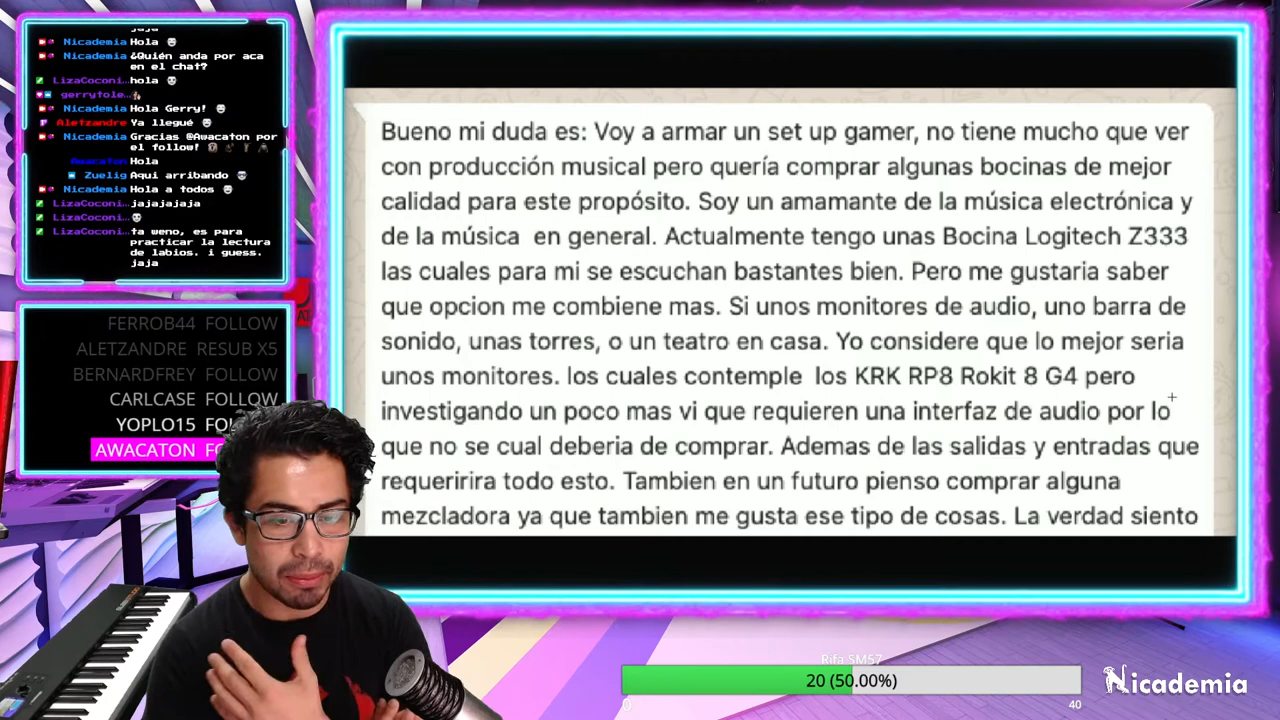 jaja
Nicademia Hola
Nicademia ¿Quién anda por aca
en el chat?
LizaCoconi… hola
gerrytole…
Nicademia Hola Gerry!
Aletzandre Ya llegué
Nicademia Gracias @Awacaton por
el follow!
Awacaton Hola
Zuelig Aqui arribando
Nicademia Hola a todos
LizaCoconi… jajajajaja
LizaCoconi…
LizaCoconi… ta weno, es para
practicar la lectura
de labios. i guess.
jaja
FERROB44 FOLLOW
ALETZANDRE RESUB X5
BERNARDFREY FOLLOW
CARLCASE FOLLOW
YOPLO15
AWACATON
Bueno mi duda es: Voy a armar un set up gamer, no tiene mucho que ver
con producción musical pero quería comprar algunas bocinas de mejor
calidad para este propósito. Soy un amamante de la música electrónica y
de la música en general. Actualmente tengo unas Bocina Logitech Z333
las cuales para mi se escuchan bastantes bien. Pero me gustaria saber
que opcion me combiene mas. Si unos monitores de audio, uno barra de
sonido, unas torres, o un teatro en casa. Yo considere que lo mejor seria
unos monitores. los cuales contemple los KRK RP8 Rokit 8 G4 pero
investigando un poco mas vi que requieren una interfaz de audio por lo
que no se cual deberia de comprar. Ademas de las salidas y entradas que
requeririra todo esto. Tambien en un futuro pienso comprar alguna
mezcladora ya que tambien me gusta ese tipo de cosas. La verdad siento
Rifa SM57
20 (50.00%)
0
40
Nicademia